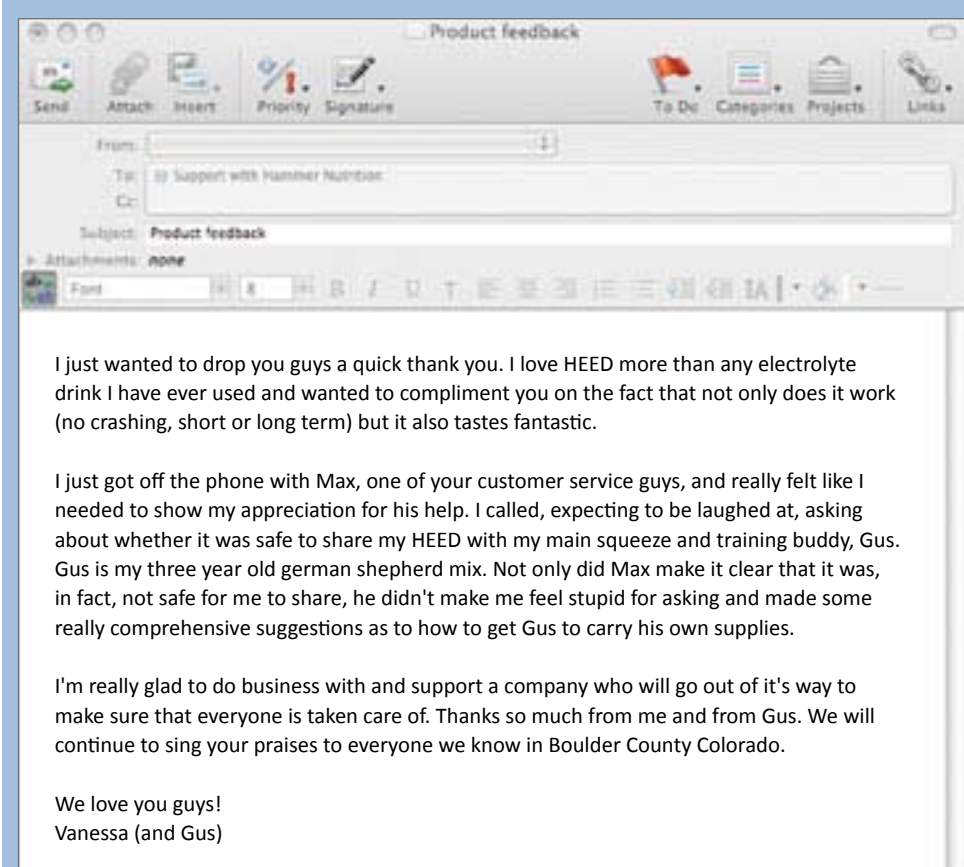 Product feedback
Send Attach Insert Priority Signature To Do Categories Projects Links
From:
To: Support with Hammer Nutrition
Cc:
Subject: Product feedback
Attachments: none
Font 8 B I U T A
I just wanted to drop you guys a quick thank you. I love HEED more than any electrolyte
drink I have ever used and wanted to compliment you on the fact that not only does it work
(no crashing, short or long term) but it also tastes fantastic.
I just got off the phone with Max, one of your customer service guys, and really felt like I
needed to show my appreciation for his help. I called, expecting to be laughed at, asking
about whether it was safe to share my HEED with my main squeeze and training buddy, Gus.
Gus is my three year old german shepherd mix. Not only did Max make it clear that it was,
in fact, not safe for me to share, he didn't make me feel stupid for asking and made some
really comprehensive suggestions as to how to get Gus to carry his own supplies.
I'm really glad to do business with and support a company who will go out of it's way to
make sure that everyone is taken care of. Thanks so much from me and from Gus. We will
continue to sing your praises to everyone we know in Boulder County Colorado.
We love you guys!
Vanessa (and Gus)